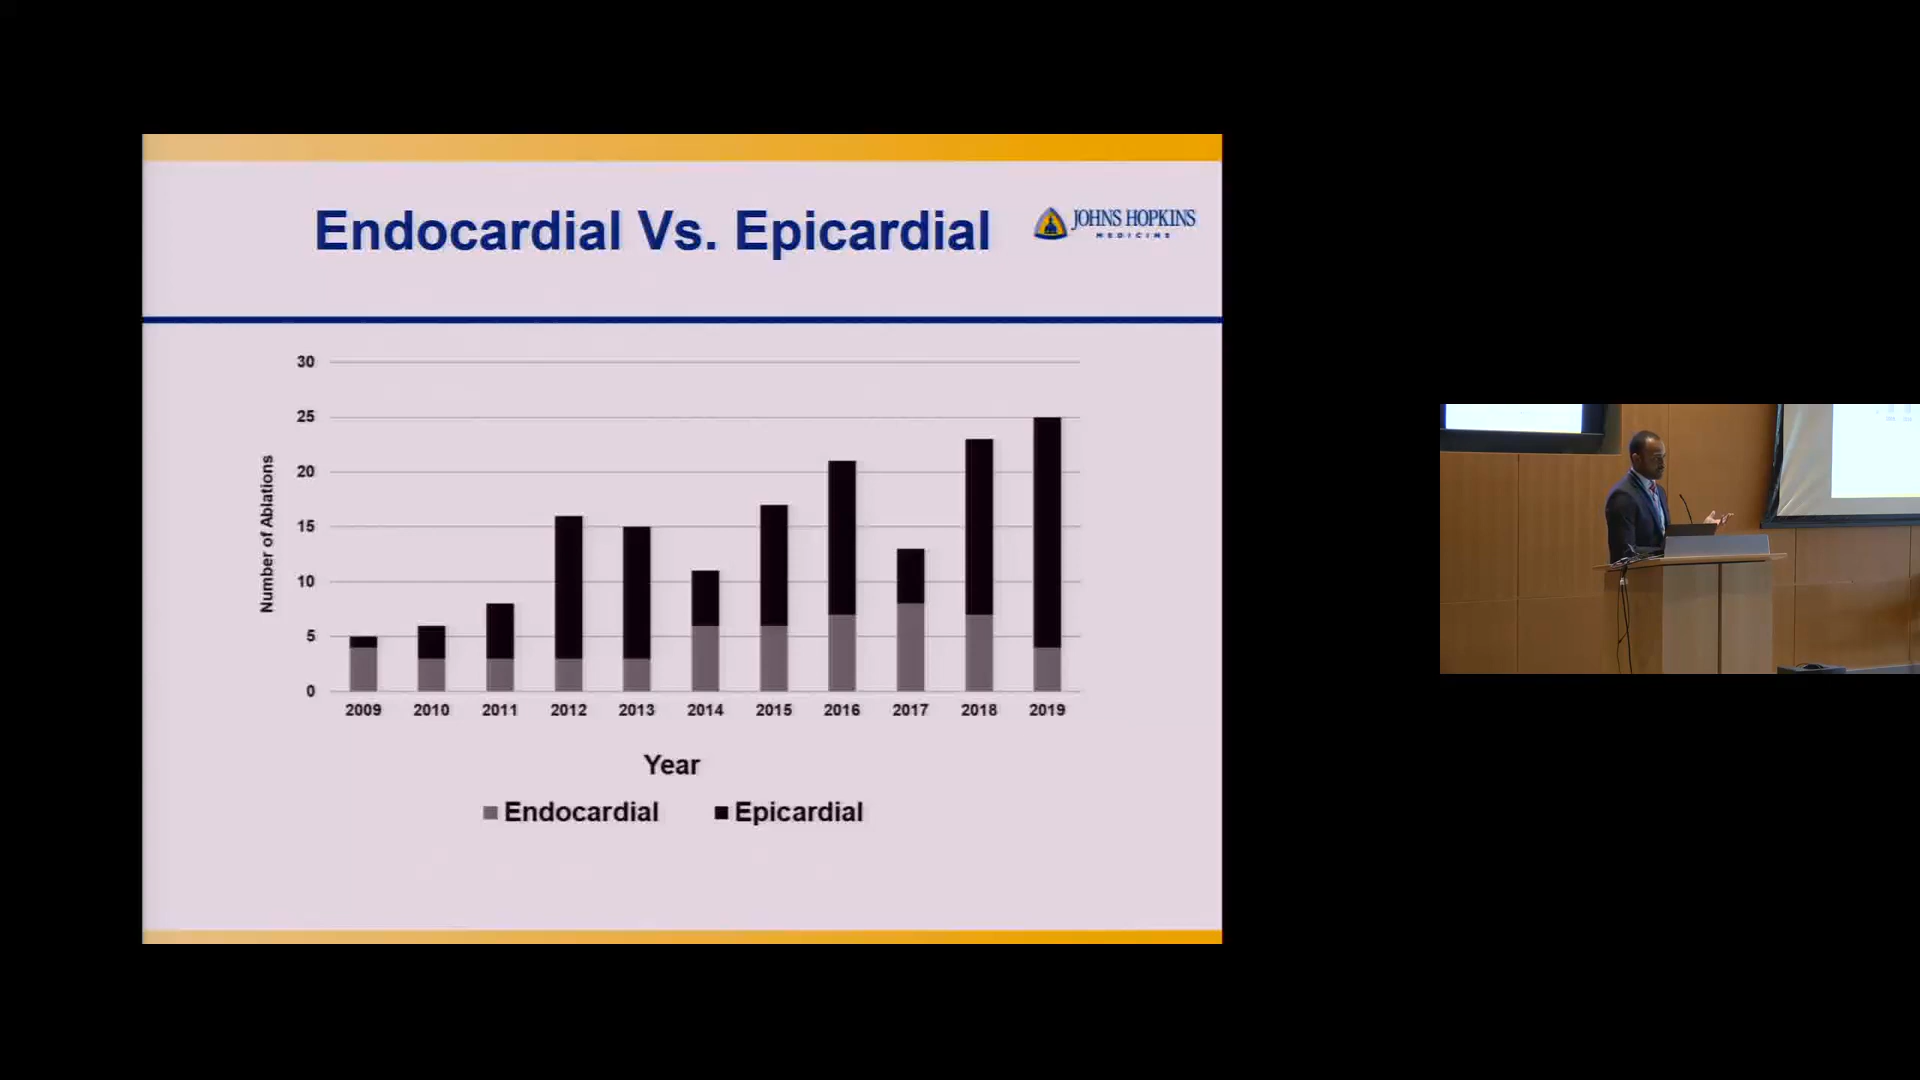 Endocardial Vs. Epicardial
JOHNS HOPKINS
MEDICINE
30
25
20
15
10
5
0
Number of Ablations
2009 2010 2011 2012 2013 2014 2015 2016 2017 2018 2019
Year
Endocardial Epicardial